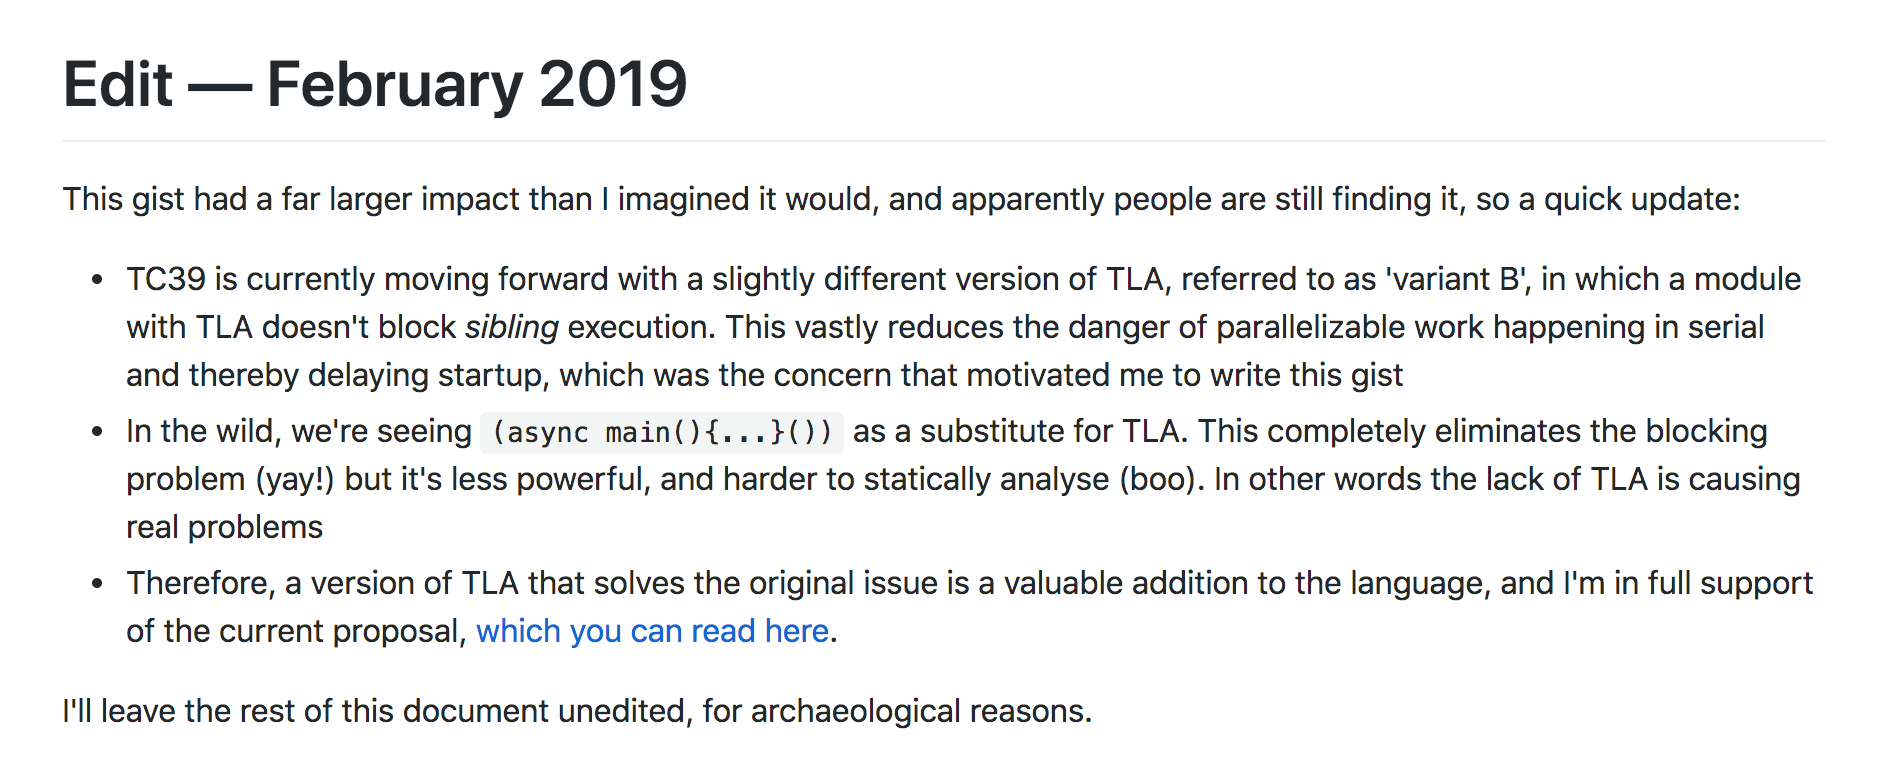 Edit — February 2019
This gist had a far larger impact than I imagined it would, and apparently people are still finding it, so a quick update:
• TC39 is currently moving forward with a slightly different version of TLA, referred to as 'variant B', in which a module
with TLA doesn't block sibling execution. This vastly reduces the danger of parallelizable work happening in serial
and thereby delaying startup, which was the concern that motivated me to write this gist
• In the wild, we're seeing (async main(){...}()) as a substitute for TLA. This completely eliminates the blocking
problem (yay!) but it's less powerful, and harder to statically analyse (boo). In other words the lack of TLA is causing
real problems
• Therefore, a version of TLA that solves the original issue is a valuable addition to the language, and I'm in full support
of the current proposal, which you can read here.
I'll leave the rest of this document unedited, for archaeological reasons.